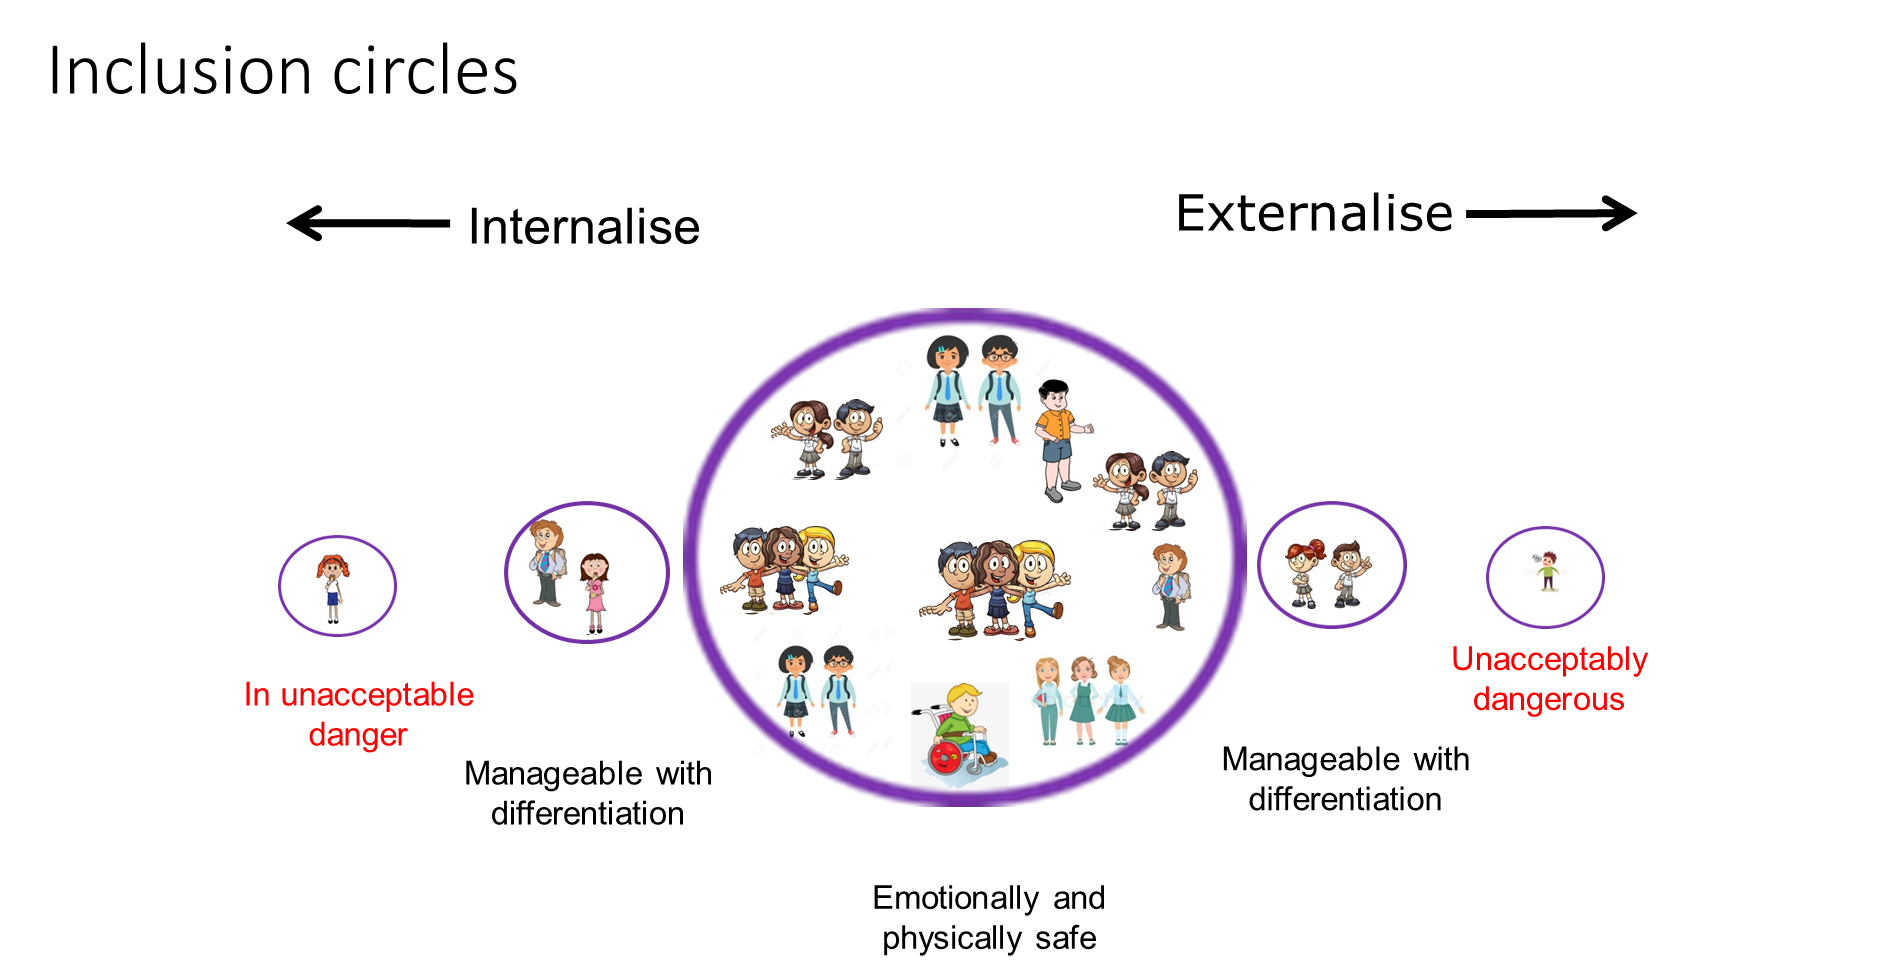 Inclusion circles
Internalise
Externalise
In unacceptable
danger
Manageable with
differentiation
Emotionally and
physically safe
Manageable with
differentiation
Unacceptably
dangerous